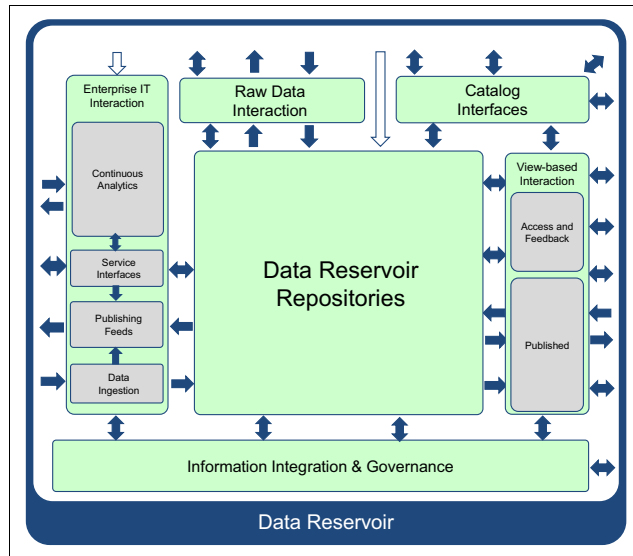 Enterprise IT
Interaction
Raw Data
Interaction
Catalog
Interfaces
Continuous
Analytics
View-based
Interaction
Access and
Feedback
Service
Interfaces
Data Reservoir
Repositories
Publishing
Feeds
Published
Data
Ingestion
Information Integration & Governance
Data Reservoir